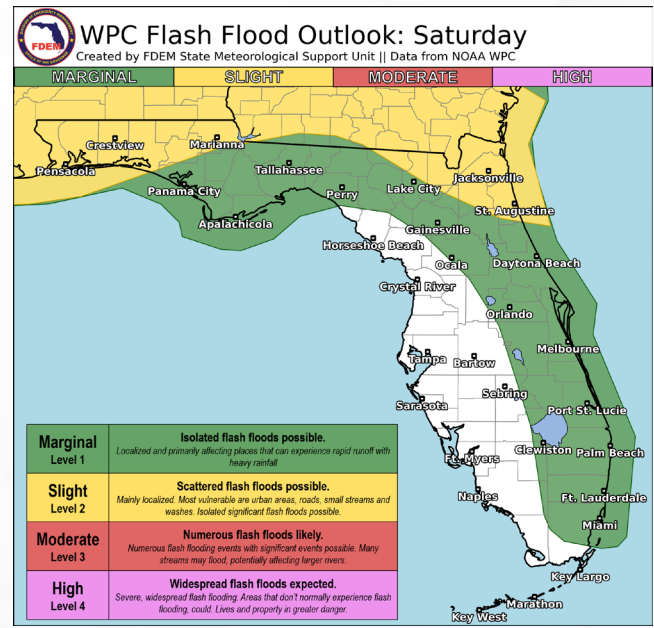 WPC Flash Flood Outlook: Saturday
FDEM
Created by FDEM State Meteorological Support Unit || Data from NOAA WPC
MARGINAL SLIGHT MODERATE HIGH
Crestview
Marianna
Pensacola
Tallahassee
Jacksonville
Panama City
Lake City
Perry
St. Augustine
Apalachicola
Gainesville
Horseshoe Beach
Ocala
Daytona Beach
Crystal River
Orlando
Melbourne
Tampa
Bartow
Sebring
Sarasota
Port St. Lucie
Clewiston
Palm Beach
Ft. Myers
Naples
Ft. Lauderdale
Miami
Key Largo
Marathon
Key West
Marginal
Level 1
Isolated flash floods possible.
Localized and primarily affecting places that can experience rapid runoff with
heavy rainfall
Slight
Level 2
Scattered flash floods possible.
Mainly localized. Most vulnerable are urban areas, roads, small streams and
washes. Isolated significant flash floods possible.
Moderate
Level 3
Numerous flash floods likely.
Numerous flash flooding events with significant events possible. Many
streams may flood, potentially affecting larger rivers.
High
Level 4
Widespread flash floods expected.
Severe, widespread flash flooding. Areas that don't normally experience flash
flooding, could. Lives and property in greater danger.